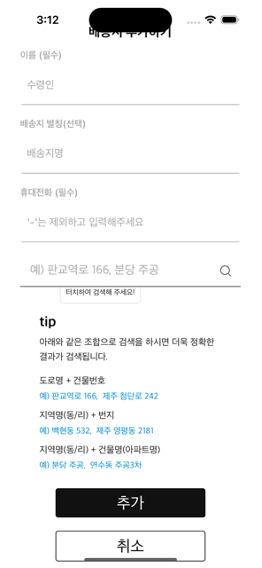 3:12
배송지 추가하기
이름 (필수)
수령인
배송지 별칭(선택)
배송지명
휴대전화 (필수)
'-'는 제외하고 입력해주세요
예) 판교역로 166, 분당 주공
터치하여 검색해 주세요!
tip
아래와 같은 조합으로 검색을 하시면 더욱 정확한
결과가 검색됩니다.
도로명 + 건물번호
예) 판교역로 166, 제주 첨단로 242
지역명(동/리) + 번지
예) 백현동 532, 제주 영평동 2181
지역명(동/리) + 건물명(아파트명)
예) 분당 주공, 연수동 주공3차
추가
취소